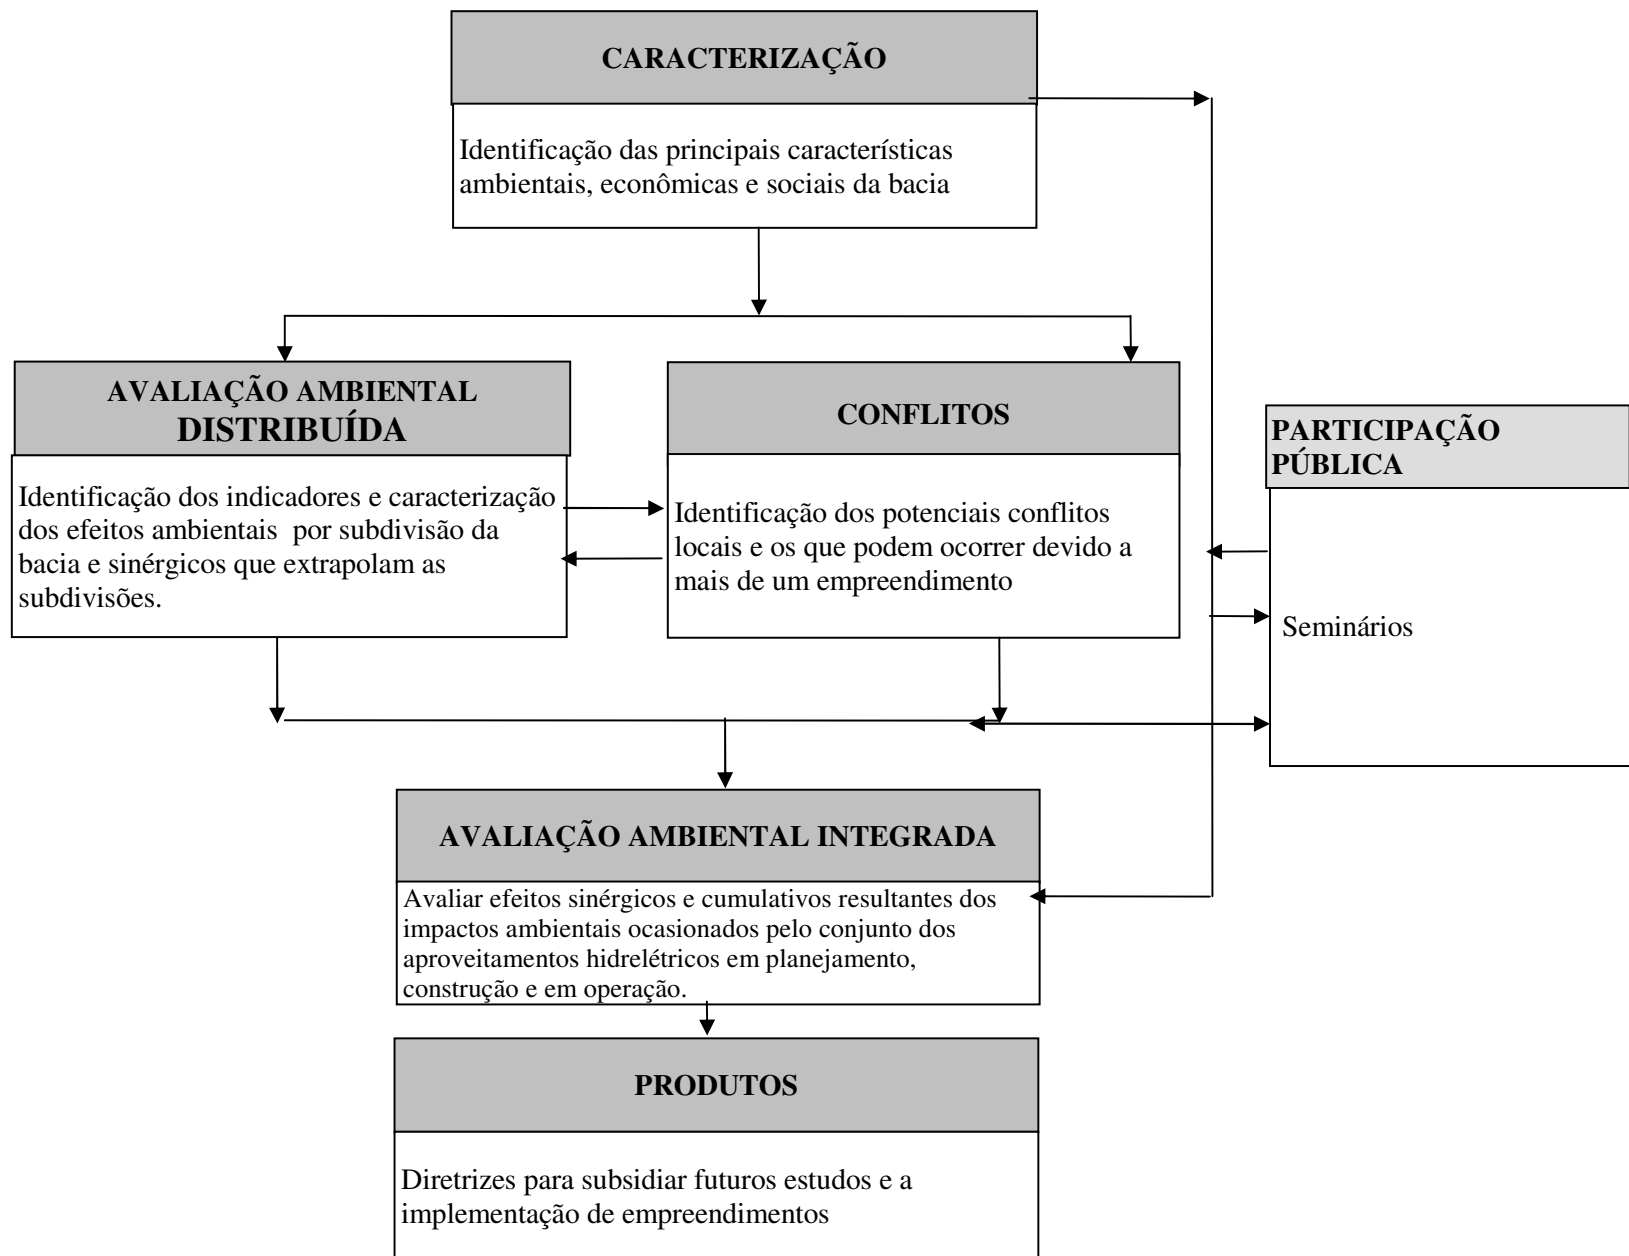 CARACTERIZAÇÃO
Identificação das principais características
ambientais, econômicas e sociais da bacia
AVALIAÇÃO AMBIENTAL
DISTRIBUÍDA
Identificação dos indicadores e caracterização
dos efeitos ambientais por subdivisão da
bacia e sinérgicos que extrapolam as
subdivisões.
CONFLITOS
Identificação dos potenciais conflitos
locais e os que podem ocorrer devido a
mais de um empreendimento
PARTICIPAÇÃO
PÚBLICA
Seminários
AVALIAÇÃO AMBIENTAL INTEGRADA
Avaliar efeitos sinérgicos e cumulativos resultantes dos
impactos ambientais ocasionados pelo conjunto dos
aproveitamentos hidrelétricos em planejamento,
construção e em operação.
PRODUTOS
Diretrizes para subsidiar futuros estudos e a
implementação de empreendimentos